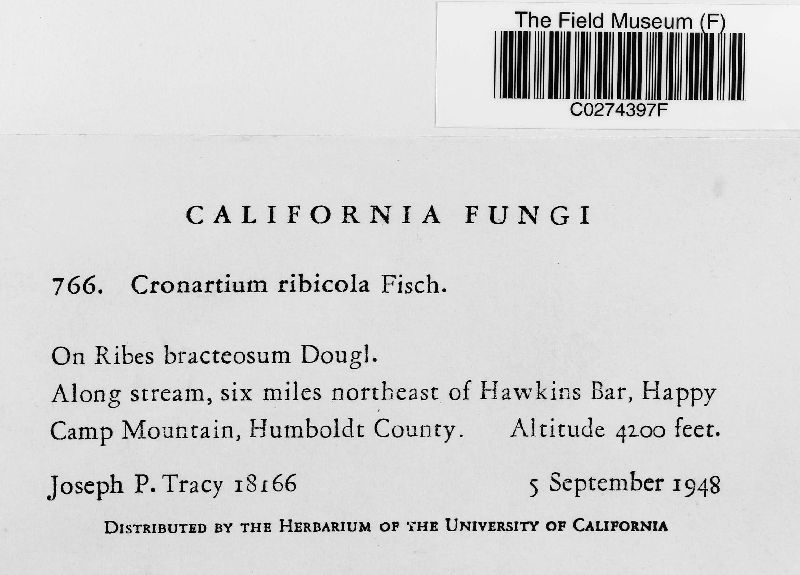 The Field Museum (F)
C0274397F
CALIFORNIA FUNGI
766. Cronartium ribicola Fisch.
On Ribes bracteosum Dougl.
Along stream, six miles northeast of Hawkins Bar, Happy
Camp Mountain, Humboldt County. Altitude 4200 feet.
Joseph P. Tracy 18166 5 September 1948
DISTRIBUTED BY THE HERBARIUM OF THE UNIVERSITY OF CALIFORNIA